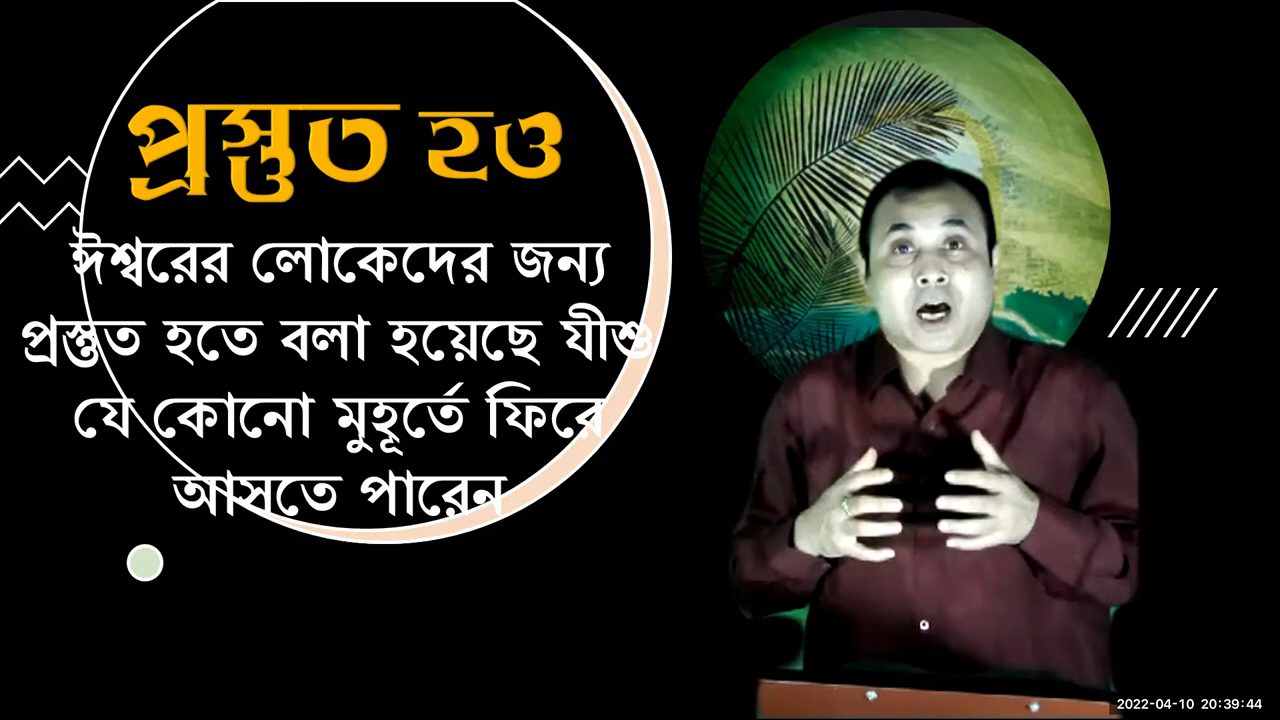 প্রস্তুত হও
ঈশ্বরের লোকেদের জন্য
প্রস্তুত হতে বলা হয়েছে যীশু
যে কোনো মুহূর্তে ফিরে
আসতে পারেন
2022-04-10 20:39:44